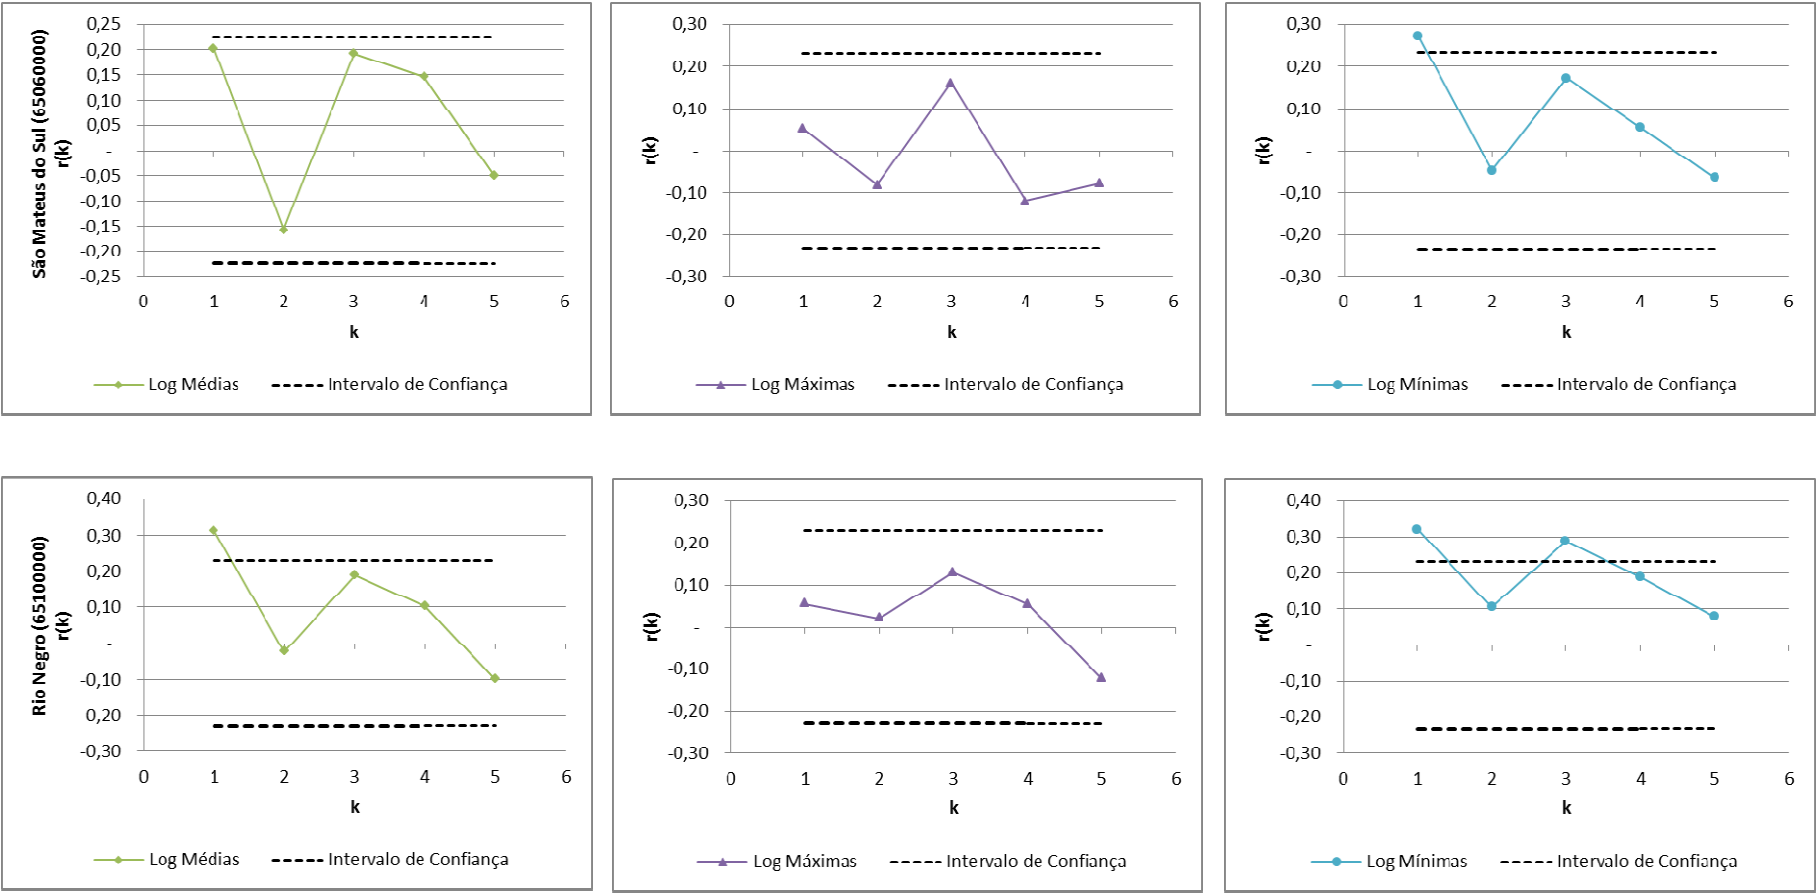 São Mateus do Sul (65060000)
r(k)
0,25
0,20
0,15
0,10
0,05
-
-0,05
-0,10
-0,15
-0,20
-0,25
0 1 2 3 4 5 6
k
Log Médias Intervalo de Confiança
r(k)
0,30
0,20
0,10
-
-0,10
-0,20
-0,30
0 1 2 3 4 5 6
k
Log Máximas Intervalo de Confiança
r(k)
0,30
0,20
0,10
-
-0,10
-0,20
-0,30
0 1 2 3 4 5 6
k
Log Mínimas Intervalo de Confiança
Rio Negro (65100000)
r(k)
0,40
0,30
0,20
0,10
-
-0,10
-0,20
-0,30
0 1 2 3 4 5 6
k
Log Médias Intervalo de Confiança
r(k)
0,30
0,20
0,10
-
-0,10
-0,20
-0,30
0 1 2 3 4 5 6
k
Log Máximas Intervalo de Confiança
r(k)
0,40
0,30
0,20
0,10
-
-0,10
-0,20
-0,30
0 1 2 3 4 5 6
k
Log Mínimas Intervalo de Confiança